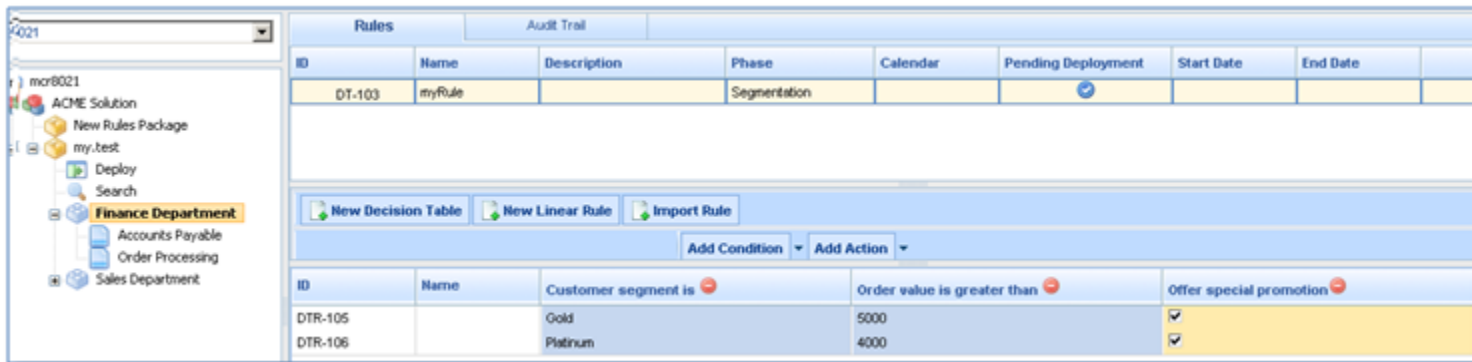 021
Rules Audit Trail
ID Name Description Phase Calendar Pending Deployment Start Date End Date
DT-103 myRule Segmentation
mcr8021
ACME Solution
New Rules Package
my.test
Deploy
Search
Finance Department
Accounts Payable
Order Processing
Sales Department
New Decision Table New Linear Rule Import Rule
Add Condition Add Action
ID Name Customer segment is Order value is greater than Offer special promotion
DTR-105 Gold 5000
DTR-106 Platinum 4000